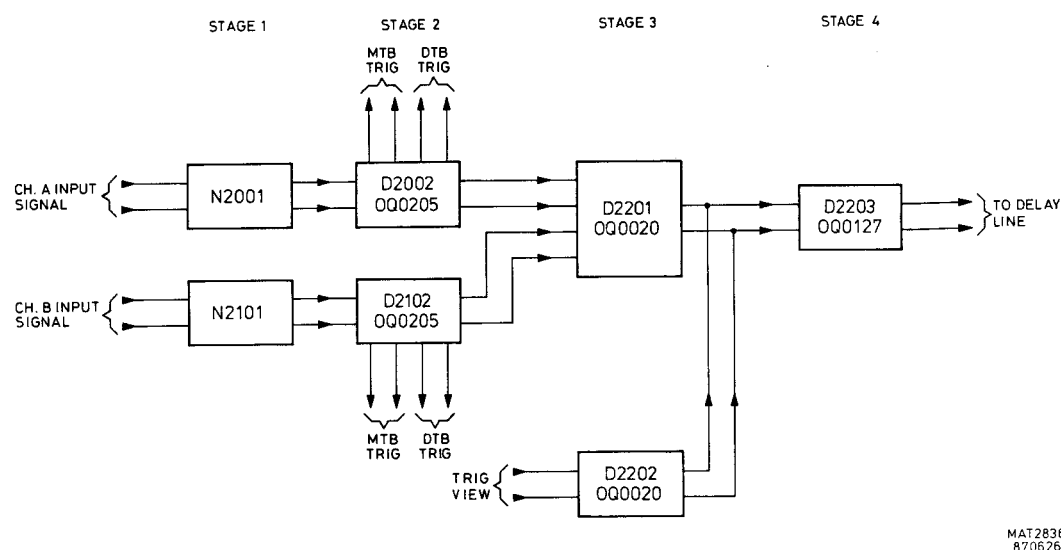 STAGE 1
STAGE 2
STAGE 3
STAGE 4
MTB
TRIG
DTB
TRIG
CH. A INPUT
SIGNAL
N2001
D2002
OQ0205
D2201
OQ0020
D2203
OQ0127
TO DELAY
LINE
CH. B INPUT
SIGNAL
N2101
D2102
OQ0205
MTB
TRIG
DTB
TRIG
TRIG
VIEW
D2202
OQ0020
MAT2836
870626